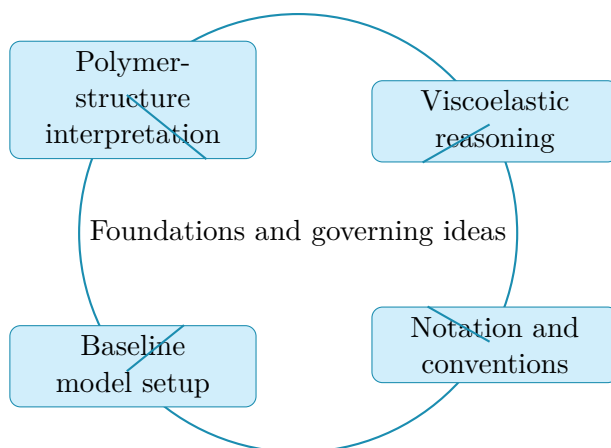 Polymer-
structure
interpretation
Viscoelastic
reasoning
Foundations and governing ideas
Baseline
model setup
Notation and
conventions